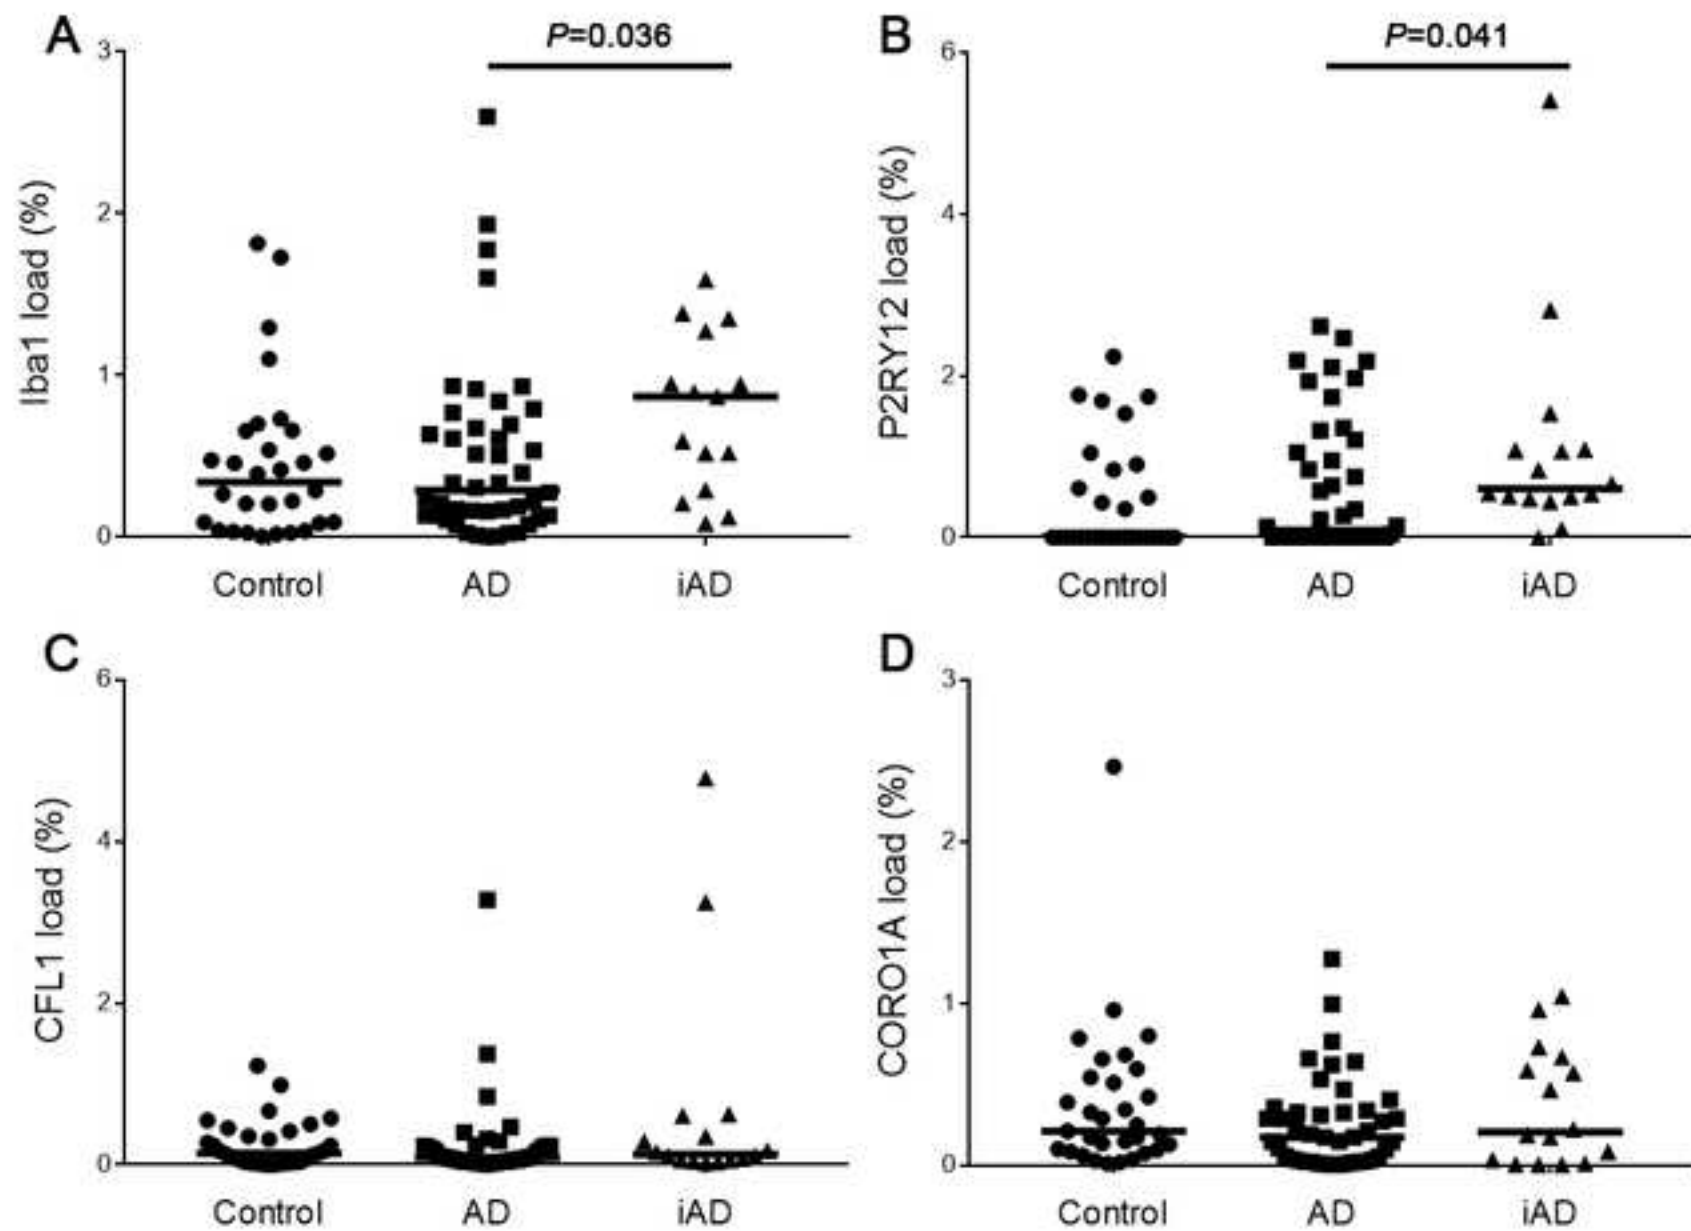 A
P=0.036
3
2
1
0
Iba1 load (%)
Control
AD
iAD
B
P=0.041
6
4
2
0
P2RY12 load (%)
Control
AD
iAD
C
6
4
2
0
CFL1 load (%)
Control
AD
iAD
D
3
2
1
0
CORO1A load (%)
Control
AD
iAD